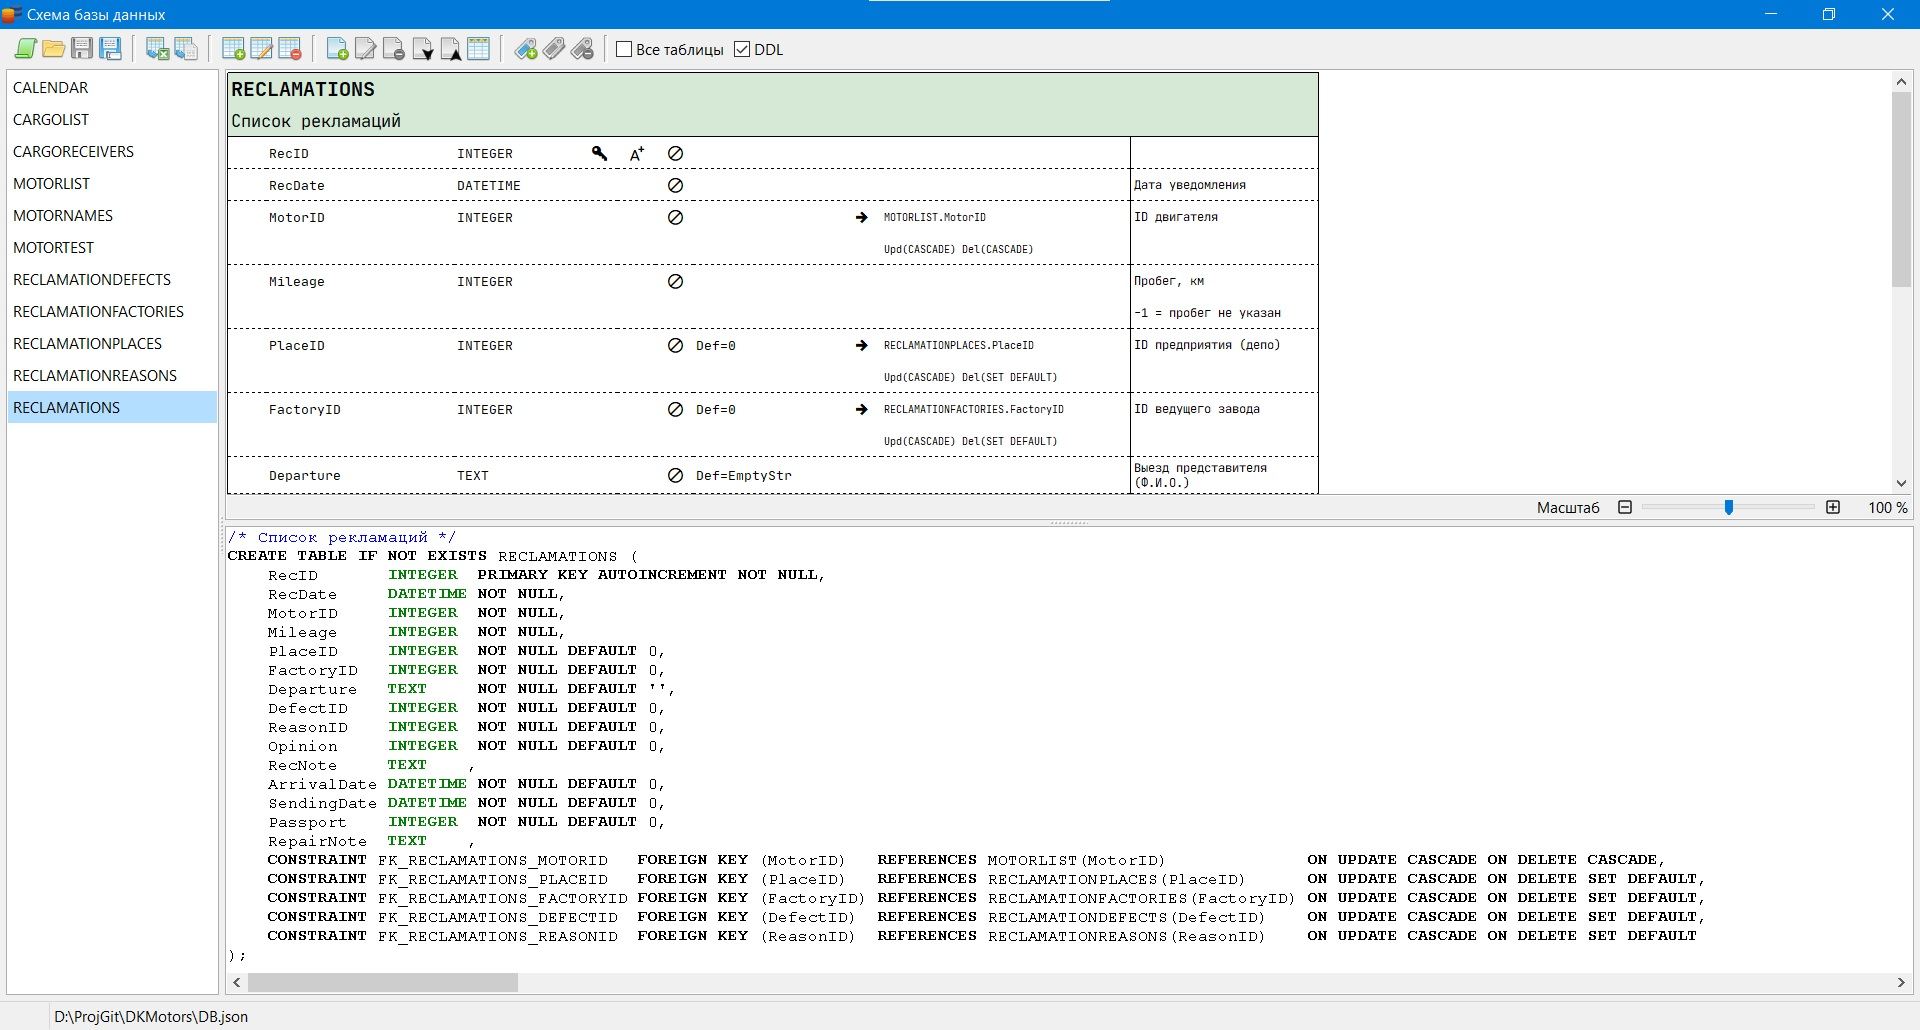 Схема базы данных
Все таблицы DDL
CALENDAR
CARGOLIST
CARGORECEIVERS
MOTORLIST
MOTORNAMES
MOTORTEST
RECLAMATIONDEFECTS
RECLAMATIONFACTORIES
RECLAMATIONPLACES
RECLAMATIONREASONS
RECLAMATIONS
RECLAMATIONS
Список рекламаций
RecID INTEGER A+
RecDate DATETIME Дата уведомления
MotorID INTEGER MOTORLIST.MotorID ID двигателя
Upd(CASCADE) Del(CASCADE)
Mileage INTEGER Пробег, км
-1 = пробег не указан
PlaceID INTEGER Def=0 RECLAMATIONPLACES.PlaceID ID предприятия (депо)
Upd(CASCADE) Del(SET DEFAULT)
FactoryID INTEGER Def=0 RECLAMATIONFACTORIES.FactoryID ID ведущего завода
Upd(CASCADE) Del(SET DEFAULT)
Departure TEXT Def=EmptyStr Выезд представителя
(Ф.И.О.)
Масштаб 100 %
/* Список рекламаций */
CREATE TABLE IF NOT EXISTS RECLAMATIONS (
RecID INTEGER PRIMARY KEY AUTOINCREMENT NOT NULL,
RecDate DATETIME NOT NULL,
MotorID INTEGER NOT NULL,
Mileage INTEGER NOT NULL,
PlaceID INTEGER NOT NULL DEFAULT 0,
FactoryID INTEGER NOT NULL DEFAULT 0,
Departure TEXT NOT NULL DEFAULT '',
DefectID INTEGER NOT NULL DEFAULT 0,
ReasonID INTEGER NOT NULL DEFAULT 0,
Opinion INTEGER NOT NULL DEFAULT 0,
RecNote TEXT ,
ArrivalDate DATETIME NOT NULL DEFAULT 0,
SendingDate DATETIME NOT NULL DEFAULT 0,
Passport INTEGER NOT NULL DEFAULT 0,
RepairNote TEXT ,
CONSTRAINT FK_RECLAMATIONS_MOTORID FOREIGN KEY (MotorID) REFERENCES MOTORLIST(MotorID) ON UPDATE CASCADE ON DELETE CASCADE,
CONSTRAINT FK_RECLAMATIONS_PLACEID FOREIGN KEY (PlaceID) REFERENCES RECLAMATIONPLACES(PlaceID) ON UPDATE CASCADE ON DELETE SET DEFAULT,
CONSTRAINT FK_RECLAMATIONS_FACTORYID FOREIGN KEY (FactoryID) REFERENCES RECLAMATIONFACTORIES(FactoryID) ON UPDATE CASCADE ON DELETE SET DEFAULT,
CONSTRAINT FK_RECLAMATIONS_DEFECTID FOREIGN KEY (DefectID) REFERENCES RECLAMATIONDEFECTS(DefectID) ON UPDATE CASCADE ON DELETE SET DEFAULT,
CONSTRAINT FK_RECLAMATIONS_REASONID FOREIGN KEY (ReasonID) REFERENCES RECLAMATIONREASONS(ReasonID) ON UPDATE CASCADE ON DELETE SET DEFAULT
);
D:\ProjGit\DKMotors\DB.json